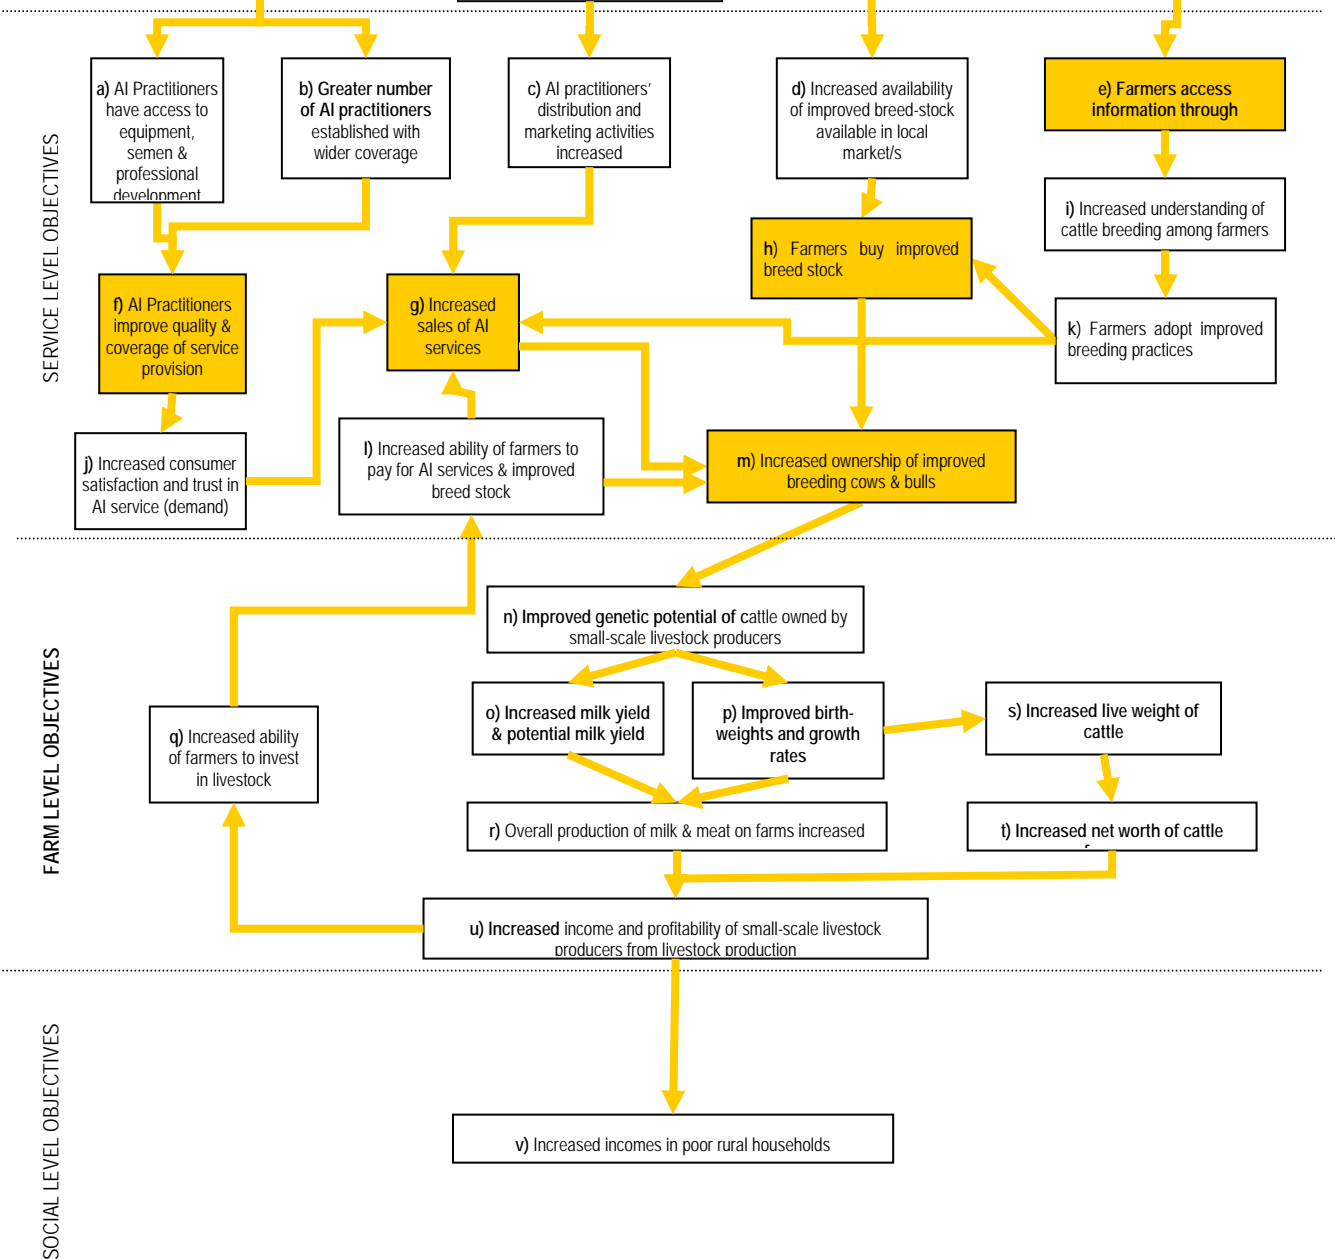 SERVICE LEVEL OBJECTIVES
a) AI Practitioners
have access to
equipment,
semen &
professional
development
b) Greater number
of AI practitioners
established with
wider coverage
c) AI practitioners'
distribution and
marketing activities
increased
d) Increased availability
of improved breed-stock
available in local
market/s
e) Farmers access
information through
i) Increased understanding of
cattle breeding among farmers
h) Farmers buy improved
breed stock
f) AI Practitioners
improve quality &
coverage of service
provision
g) Increased
sales of AI
services
k) Farmers adopt improved
breeding practices
j) Increased consumer
satisfaction and trust in
AI service (demand)
l) Increased ability of farmers to
pay for AI services & improved
breed stock
m) Increased ownership of improved
breeding cows & bulls
FARM LEVEL OBJECTIVES
n) Improved genetic potential of cattle owned by
small-scale livestock producers
o) Increased milk yield
& potential milk yield
p) Improved birth-
weights and growth
rates
s) Increased live weight of
cattle
q) Increased ability
of farmers to invest
in livestock
r) Overall production of milk & meat on farms increased
t) Increased net worth of cattle
u) Increased income and profitability of small-scale livestock
producers from livestock production
SOCIAL LEVEL OBJECTIVES
v) Increased incomes in poor rural households